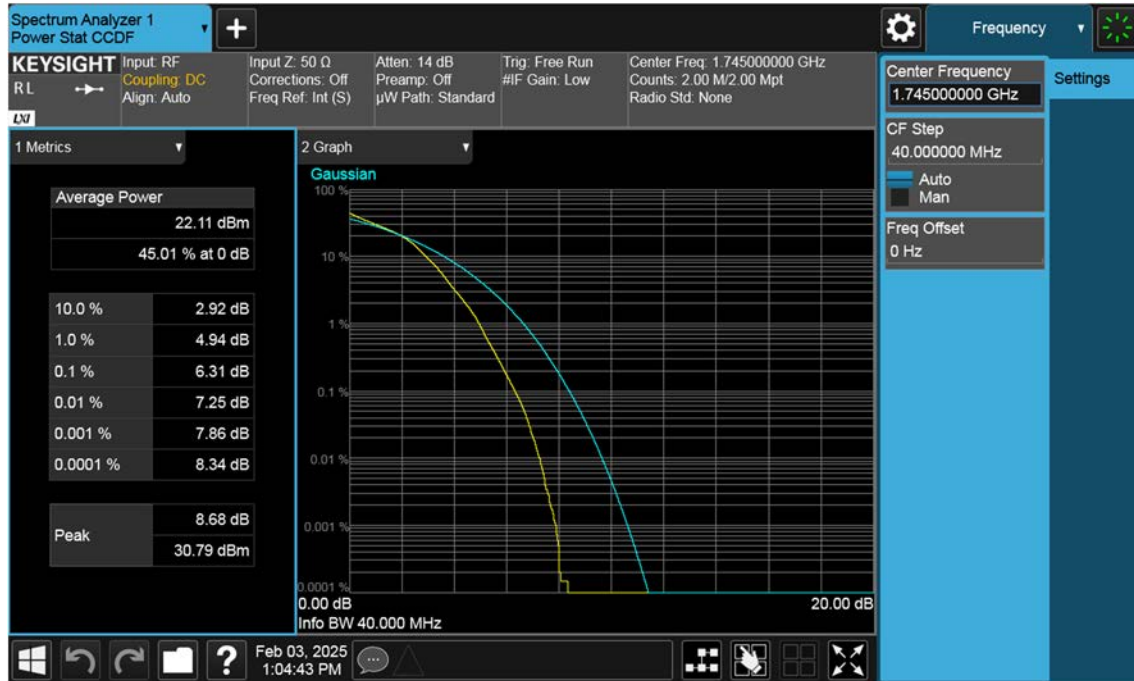 Spectrum Analyzer 1
Power Stat CCDF
Frequency
KEYSIGHT
R L
LXI
Input: RF
Coupling: DC
Align: Auto
Input Z: 50 Ω
Corrections: Off
Freq Ref: Int (S)
Atten: 14 dB
Preamp: Off
µW Path: Standard
Trig: Free Run
#IF Gain: Low
Center Freq: 1.745000000 GHz
Counts: 2.00 M/2.00 Mpt
Radio Std: None
Center Frequency
1.745000000 GHz
Settings
CF Step
40.000000 MHz
Auto
Man
Freq Offset
0 Hz
1 Metrics
Average Power
22.11 dBm
45.01 % at 0 dB
10.0 % 2.92 dB
1.0 % 4.94 dB
0.1 % 6.31 dB
0.01 % 7.25 dB
0.001 % 7.86 dB
0.0001 % 8.34 dB
Peak
8.68 dB
30.79 dBm
2 Graph
Gaussian
100 %
10 %
1 %
0.1 %
0.01 %
0.001 %
0.0001 %
0.00 dB 20.00 dB
Info BW 40.000 MHz
?
Feb 03, 2025
1:04:43 PM